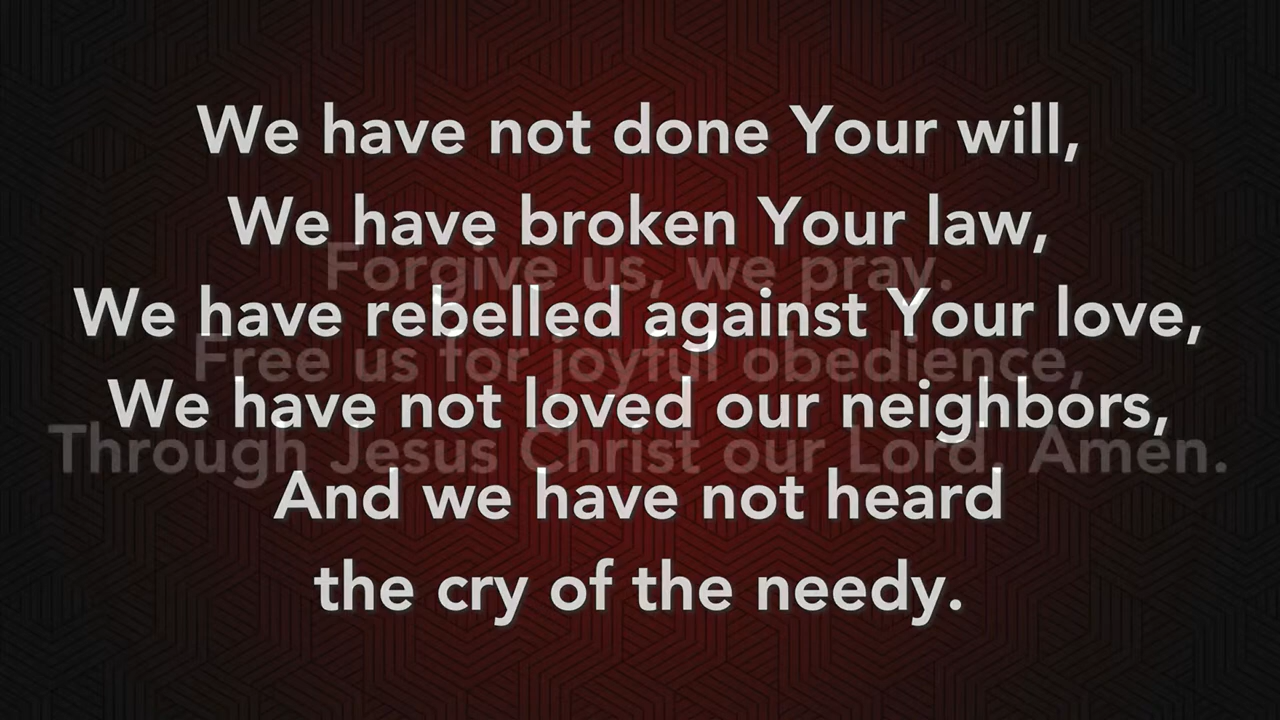 We have not done Your will,
We have broken Your law,
Forgive us, we pray.
We have rebelled against Your love,
Free us for joyful obedience,
We have not loved our neighbors,
Through Jesus Christ our Lord. Amen.
And we have not heard
the cry of the needy.